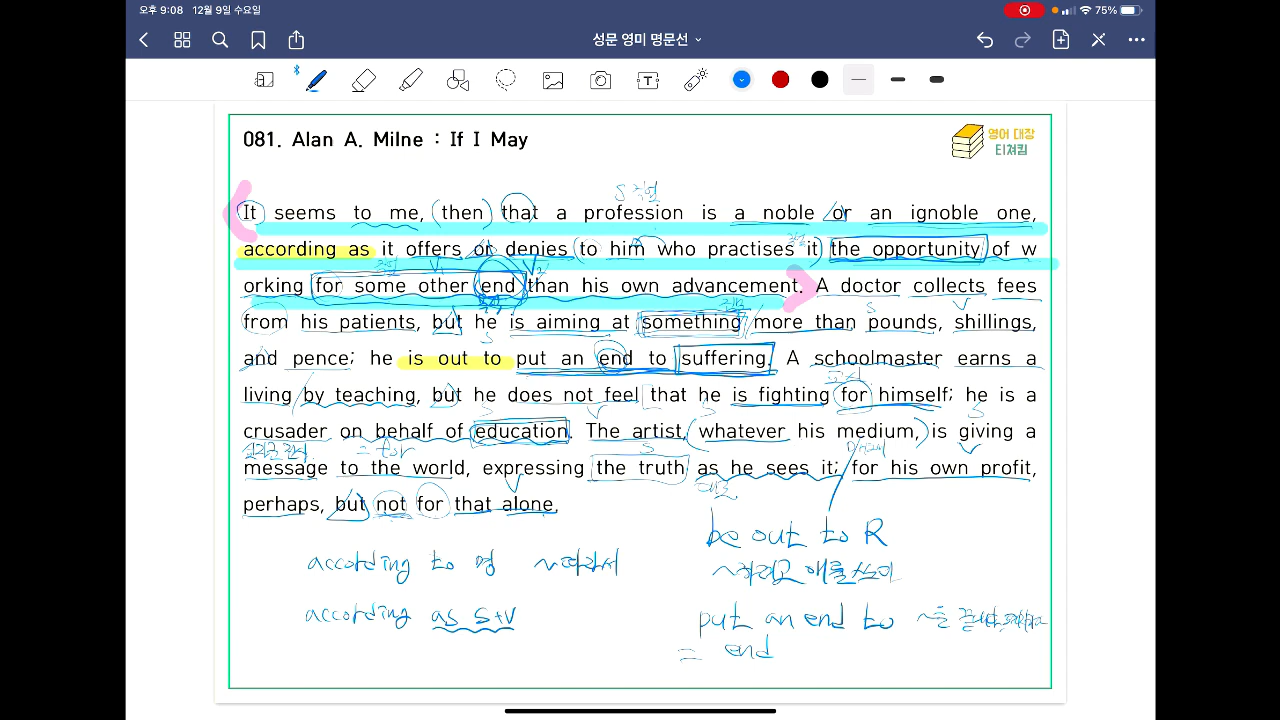 오후 9:08 12월 9일 수요일 75%
성문 영미 명문선
081. Alan A. Milne : If I May
영어 대장
티쳐킴
It seems to me, (then) that a profession is a noble or an ignoble one,
according as it offers or denies (to him who practises it) the opportunity of w
orking for some other end than his own advancement. A doctor collects fees
from his patients, but he is aiming at something more than pounds, shillings,
and pence; he is out to put an end to suffering. A schoolmaster earns a
living by teaching, but he does not feel that he is fighting for himself; he is a
crusader on behalf of education. The artist, (whatever his medium,) is giving a
= for
message to the world, expressing the truth as he sees it; for his own profit,
perhaps, but not for that alone.
be out to R
according to 명 ~따라서
~하려고 애를 쓰다
according as S+V
put an end to
= end